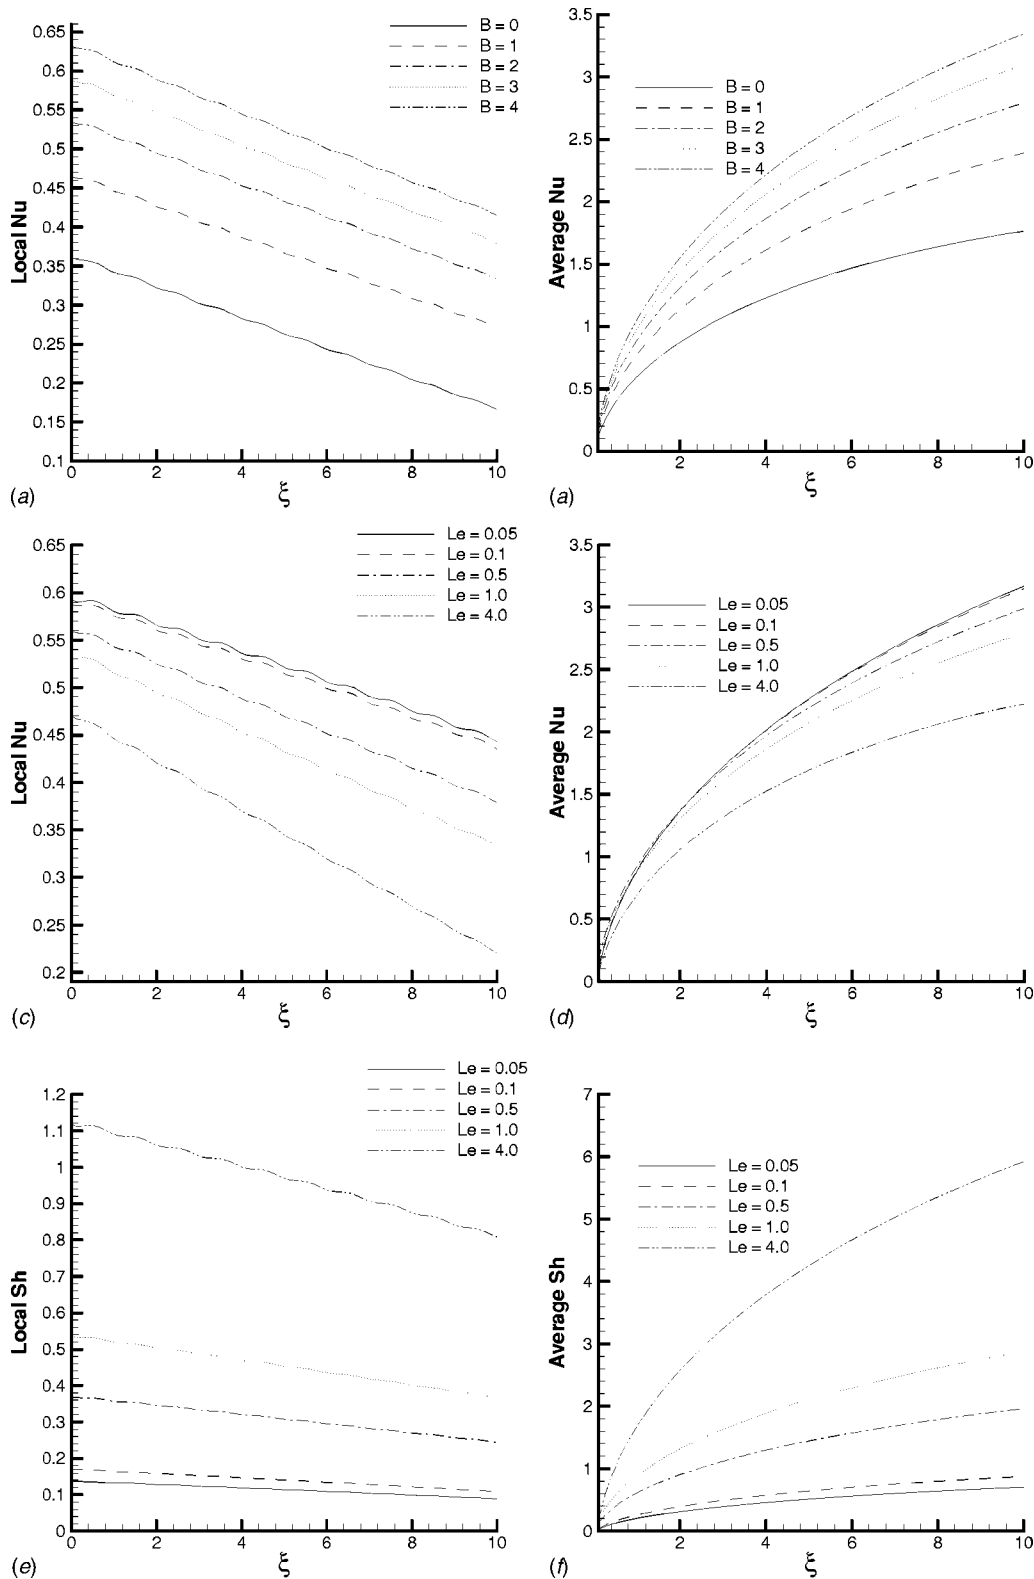 Local Nu
0.65
0.6
0.55
0.5
0.45
0.4
0.35
0.3
0.25
0.2
0.15
0.1
0 2 4 6 8 10
ξ
B = 0
B = 1
B = 2
B = 3
B = 4
(a)
Average Nu
3.5
3
2.5
2
1.5
1
0.5
0
2 4 6 8 10
ξ
B = 0
B = 1
B = 2
B = 3
B = 4
(a)
Local Nu
0.65
0.6
0.55
0.5
0.45
0.4
0.35
0.3
0.25
0.2
0 2 4 6 8 10
ξ
Le = 0.05
Le = 0.1
Le = 0.5
Le = 1.0
Le = 4.0
(c)
Average Nu
3.5
3
2.5
2
1.5
1
0.5
0
2 4 6 8 10
ξ
Le = 0.05
Le = 0.1
Le = 0.5
Le = 1.0
Le = 4.0
(d)
Local Sh
1.2
1.1
1
0.9
0.8
0.7
0.6
0.5
0.4
0.3
0.2
0.1
0
0 2 4 6 8 10
ξ
Le = 0.05
Le = 0.1
Le = 0.5
Le = 1.0
Le = 4.0
(e)
Average Sh
7
6
5
4
3
2
1
0
2 4 6 8 10
ξ
Le = 0.05
Le = 0.1
Le = 0.5
Le = 1.0
Le = 4.0
(f)